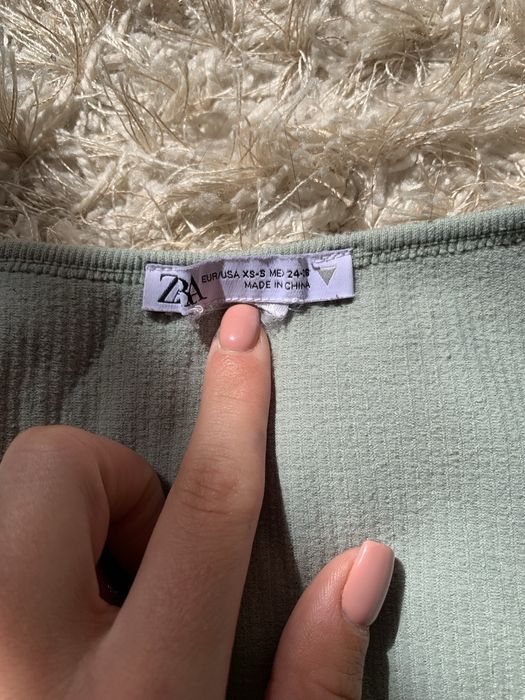 ZARA
EUR/USA XS-S MEX 24-26
MADE IN CHINA